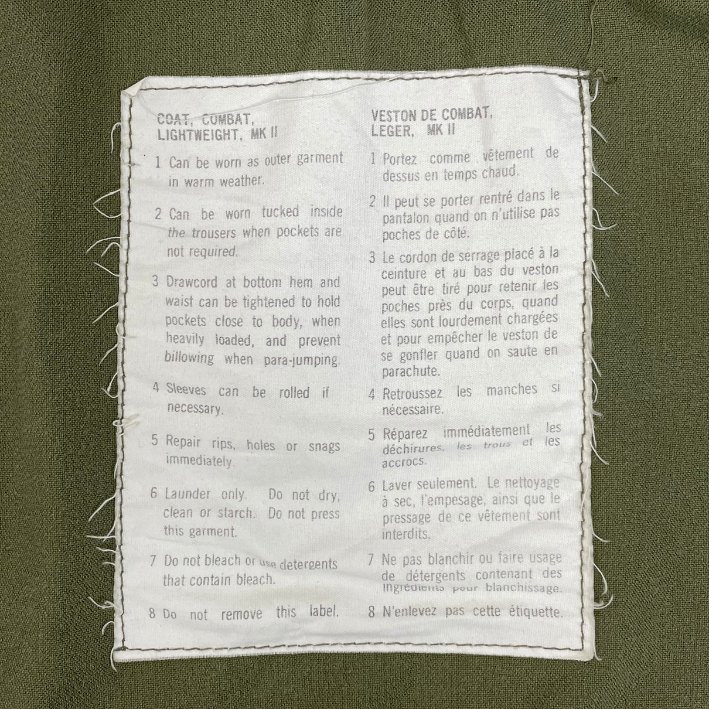 COAT, COMBAT,
LIGHTWEIGHT, MK II
1 Can be worn as outer garment
in warm weather.
2 Can be worn tucked inside
the trousers when pockets are
not required.
3 Drawcord at bottom hem and
waist can be tightened to hold
pockets close to body, when
heavily loaded, and prevent
billowing when para-jumping.
4 Sleeves can be rolled if
necessary.
5 Repair rips, holes or snags
immediately.
6 Launder only. Do not dry,
clean or starch. Do not press
this garment.
7 Do not bleach or use detergents
that contain bleach.
8 Do not remove this label.
VESTON DE COMBAT,
LEGER, MK II
1 Portez comme vêtement de
dessus en temps chaud.
2 Il peut se porter rentré dans le
pantalon quand on n'utilise pas
poches de côté.
3 Le cordon de serrage placé à la
ceinture et au bas du veston
peut être tiré pour retenir les
poches près du corps, quand
elles sont lourdement chargées
et pour empêcher le veston de
se gonfler quand on saute en
parachute.
4 Retroussez les manches si
nécessaire.
5 Réparez immédiatement les
déchirures, les trous et les
accrocs.
6 Laver seulement. Le nettoyage
à sec, l'empesage, ainsi que le
pressage de ce vêtement sont
interdits.
7 Ne pas blanchir ou faire usage
de détergents contenant des
ingrédients pour blanchissage.
8 N'enlevez pas cette étiquette.